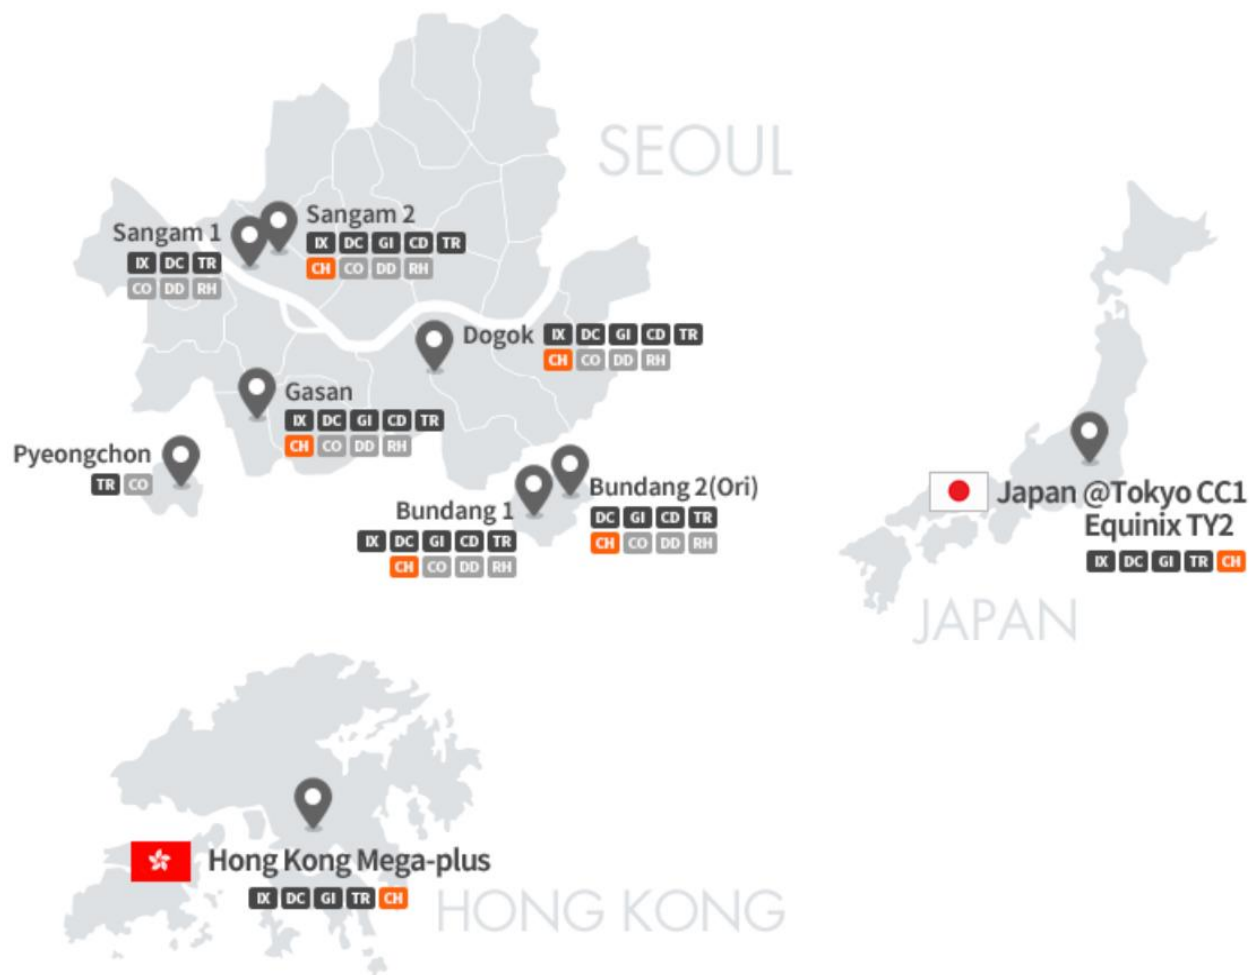 SEOUL
Sangam 1
IX DC TR
CO DD RH
Sangam 2
IX DC GI CD TR
CH CO DD RH
Dogok
IX DC GI CD TR
CH CO DD RH
Gasan
IX DC GI CD TR
CH CO DD RH
Pyeongchon
TR CO
Bundang 1
IX DC GI CD TR
CH CO DD RH
Bundang 2(Ori)
DC GI CD TR
CH CO DD RH
Japan @Tokyo CC1
Equinix TY2
IX DC GI TR CH
JAPAN
Hong Kong Mega-plus
IX DC GI TR CH
HONG KONG